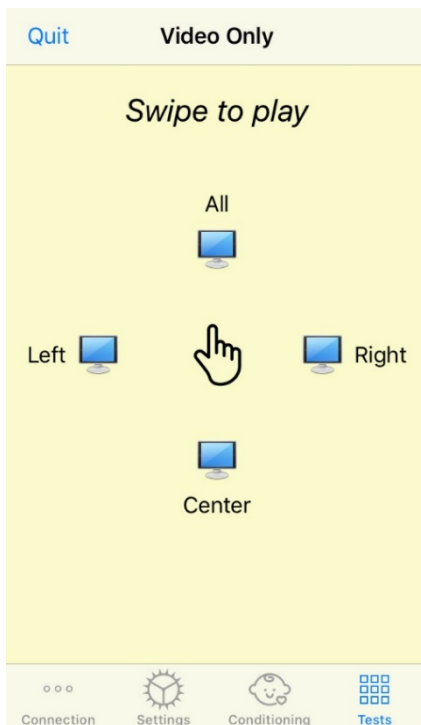 Quit Video Only
Swipe to play
All
Left Right
Center
Connection Settings Conditioning Tests